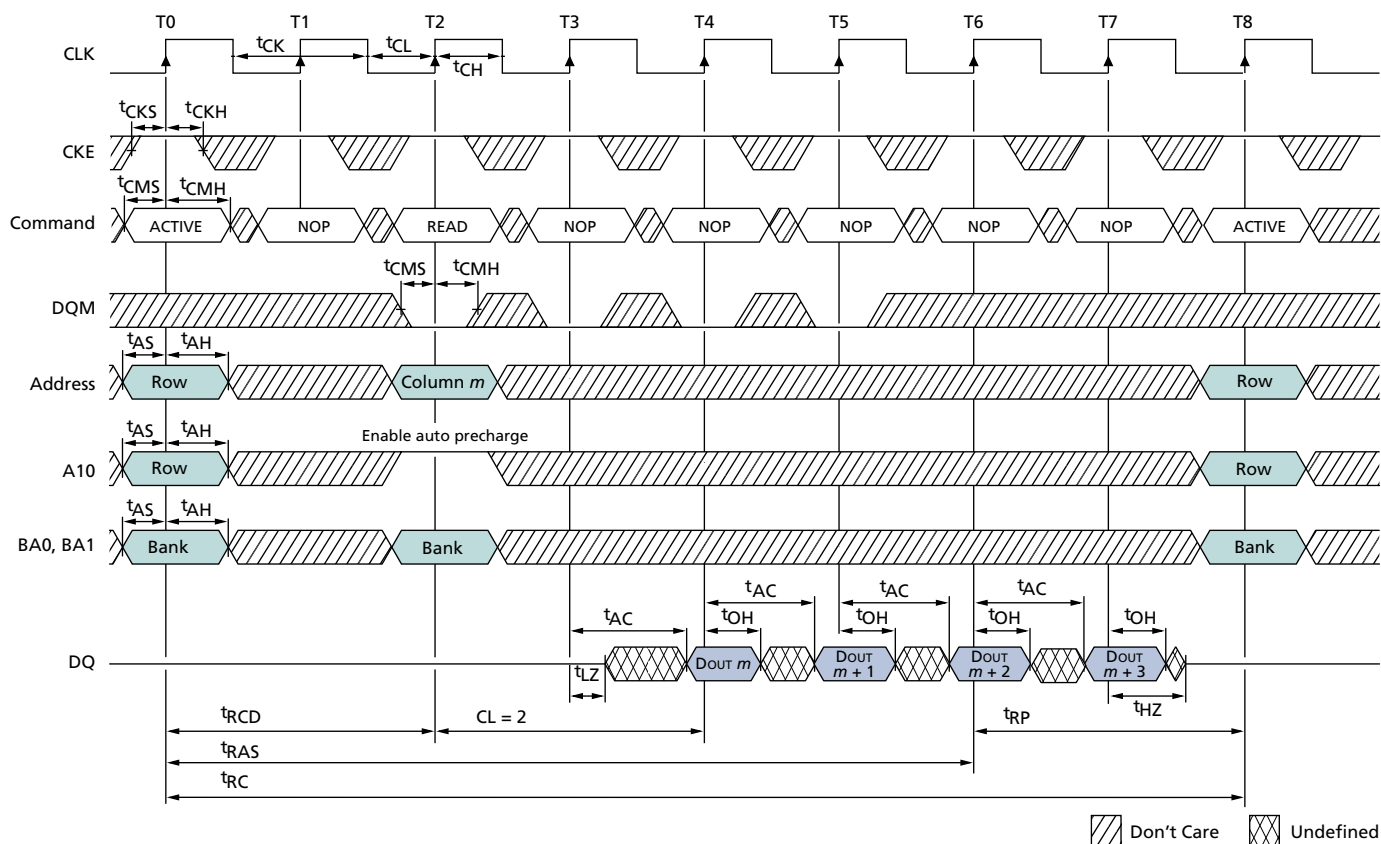 T0 T1 T2 T3 T4 T5 T6 T7 T8
CLK
tCK tCL
tCH
tCKS tCKH
CKE
tCMS tCMH
Command ACTIVE NOP READ NOP NOP NOP NOP NOP ACTIVE
tCMS tCMH
DQM
tAS tAH
Address Row Column m Row
tAS tAH
Enable auto precharge
A10 Row Row
tAS tAH
BA0, BA1 Bank Bank Bank
tAC tAC tAC
tAC tOH tOH tOH tOH
DQ DOUT m DOUT m + 1 DOUT m + 2 DOUT m + 3
tLZ tHZ
tRCD CL = 2 tRP
tRAS
tRC
Don't Care Undefined